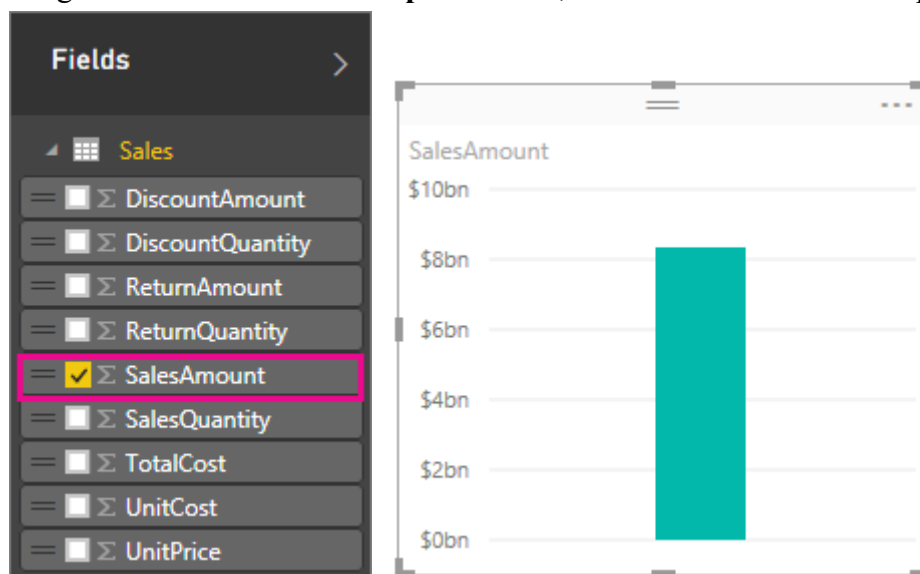 Fields
Sales
DiscountAmount
DiscountQuantity
ReturnAmount
ReturnQuantity
SalesAmount
SalesQuantity
TotalCost
UnitCost
UnitPrice
SalesAmount
$10bn
$8bn
$6bn
$4bn
$2bn
$0bn